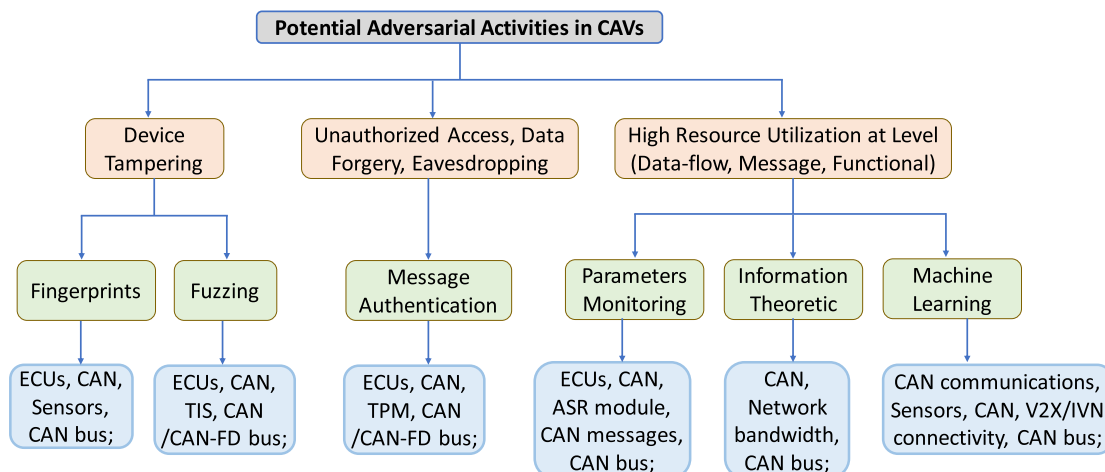 Potential Adversarial Activities in CAVs
Device
Tampering
Unauthorized Access, Data
Forgery, Eavesdropping
High Resource Utilization at Level
(Data-flow, Message, Functional)
Fingerprints
Fuzzing
Message
Authentication
Parameters
Monitoring
Information
Theoretic
Machine
Learning
ECUs, CAN,
Sensors,
CAN bus;
ECUs, CAN,
TIS, CAN
/CAN-FD bus;
ECUs, CAN,
TPM, CAN
/CAN-FD bus;
ECUs, CAN,
ASR module,
CAN messages,
CAN bus;
CAN,
Network
bandwidth,
CAN bus;
CAN communications,
Sensors, CAN, V2X/IVN
connectivity, CAN bus;